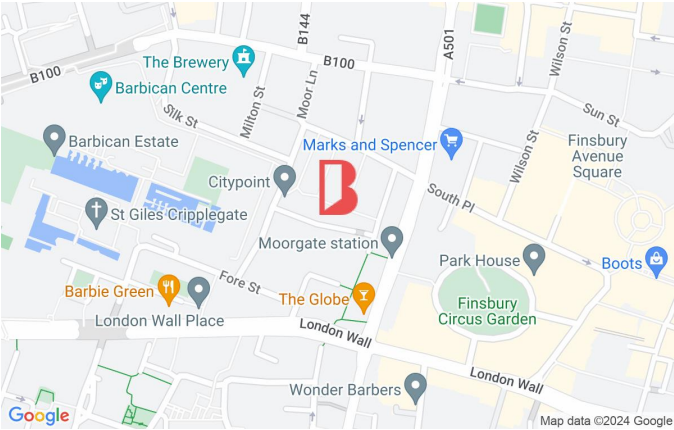 B144
A501
Wilson St
The Brewery
B100
B100
Barbican Centre
Moor Ln
Milton St
Silk St
Sun St
Barbican Estate
Marks and Spencer
Wilson St
Finsbury
Avenue
Square
Citypoint
B
South Pl
St Giles Cripplegate
Moorgate station
Park House
Boots
Fore St
Barbie Green
The Globe
Finsbury
Circus Garden
London Wall Place
London Wall
London Wall
Wonder Barbers
Google
Map data ©2024 Google